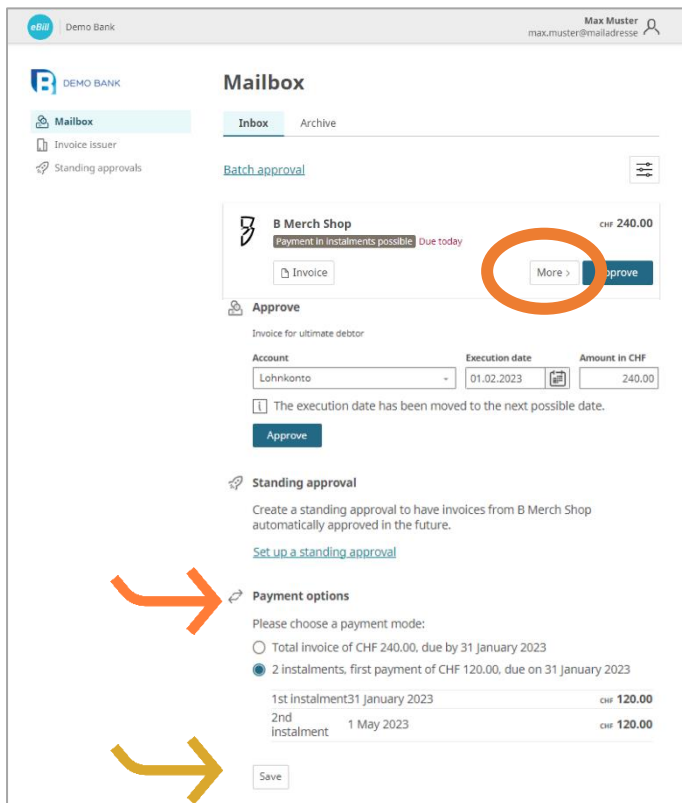 eBill Demo Bank
Max Muster
max.muster@mailadresse
DEMO BANK
Mailbox
Invoice issuer
Standing approvals
Mailbox
Inbox Archive
Batch approval
B Merch Shop CHF 240.00
Payment in instalments possible Due today
Invoice More › Approve
Approve
Invoice for ultimate debtor
Account Execution date Amount in CHF
Lohnkonto 01.02.2023 240.00
The execution date has been moved to the next possible date.
Approve
Standing approval
Create a standing approval to have invoices from B Merch Shop
automatically approved in the future.
Set up a standing approval
Payment options
Please choose a payment mode:
Total invoice of CHF 240.00, due by 31 January 2023
2 instalments, first payment of CHF 120.00, due on 31 January 2023
1st instalment31 January 2023 CHF 120.00
2nd
instalment 1 May 2023 CHF 120.00
Save